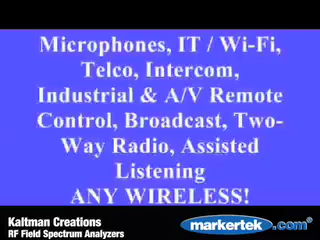 Microphones, IT / Wi-Fi,
Telco, Intercom,
Industrial & A/V Remote
Control, Broadcast, Two-
Way Radio, Assisted
Listening
ANY WIRELESS!
Kaltman Creations
RF Field Spectrum Analyzers
markertek.com